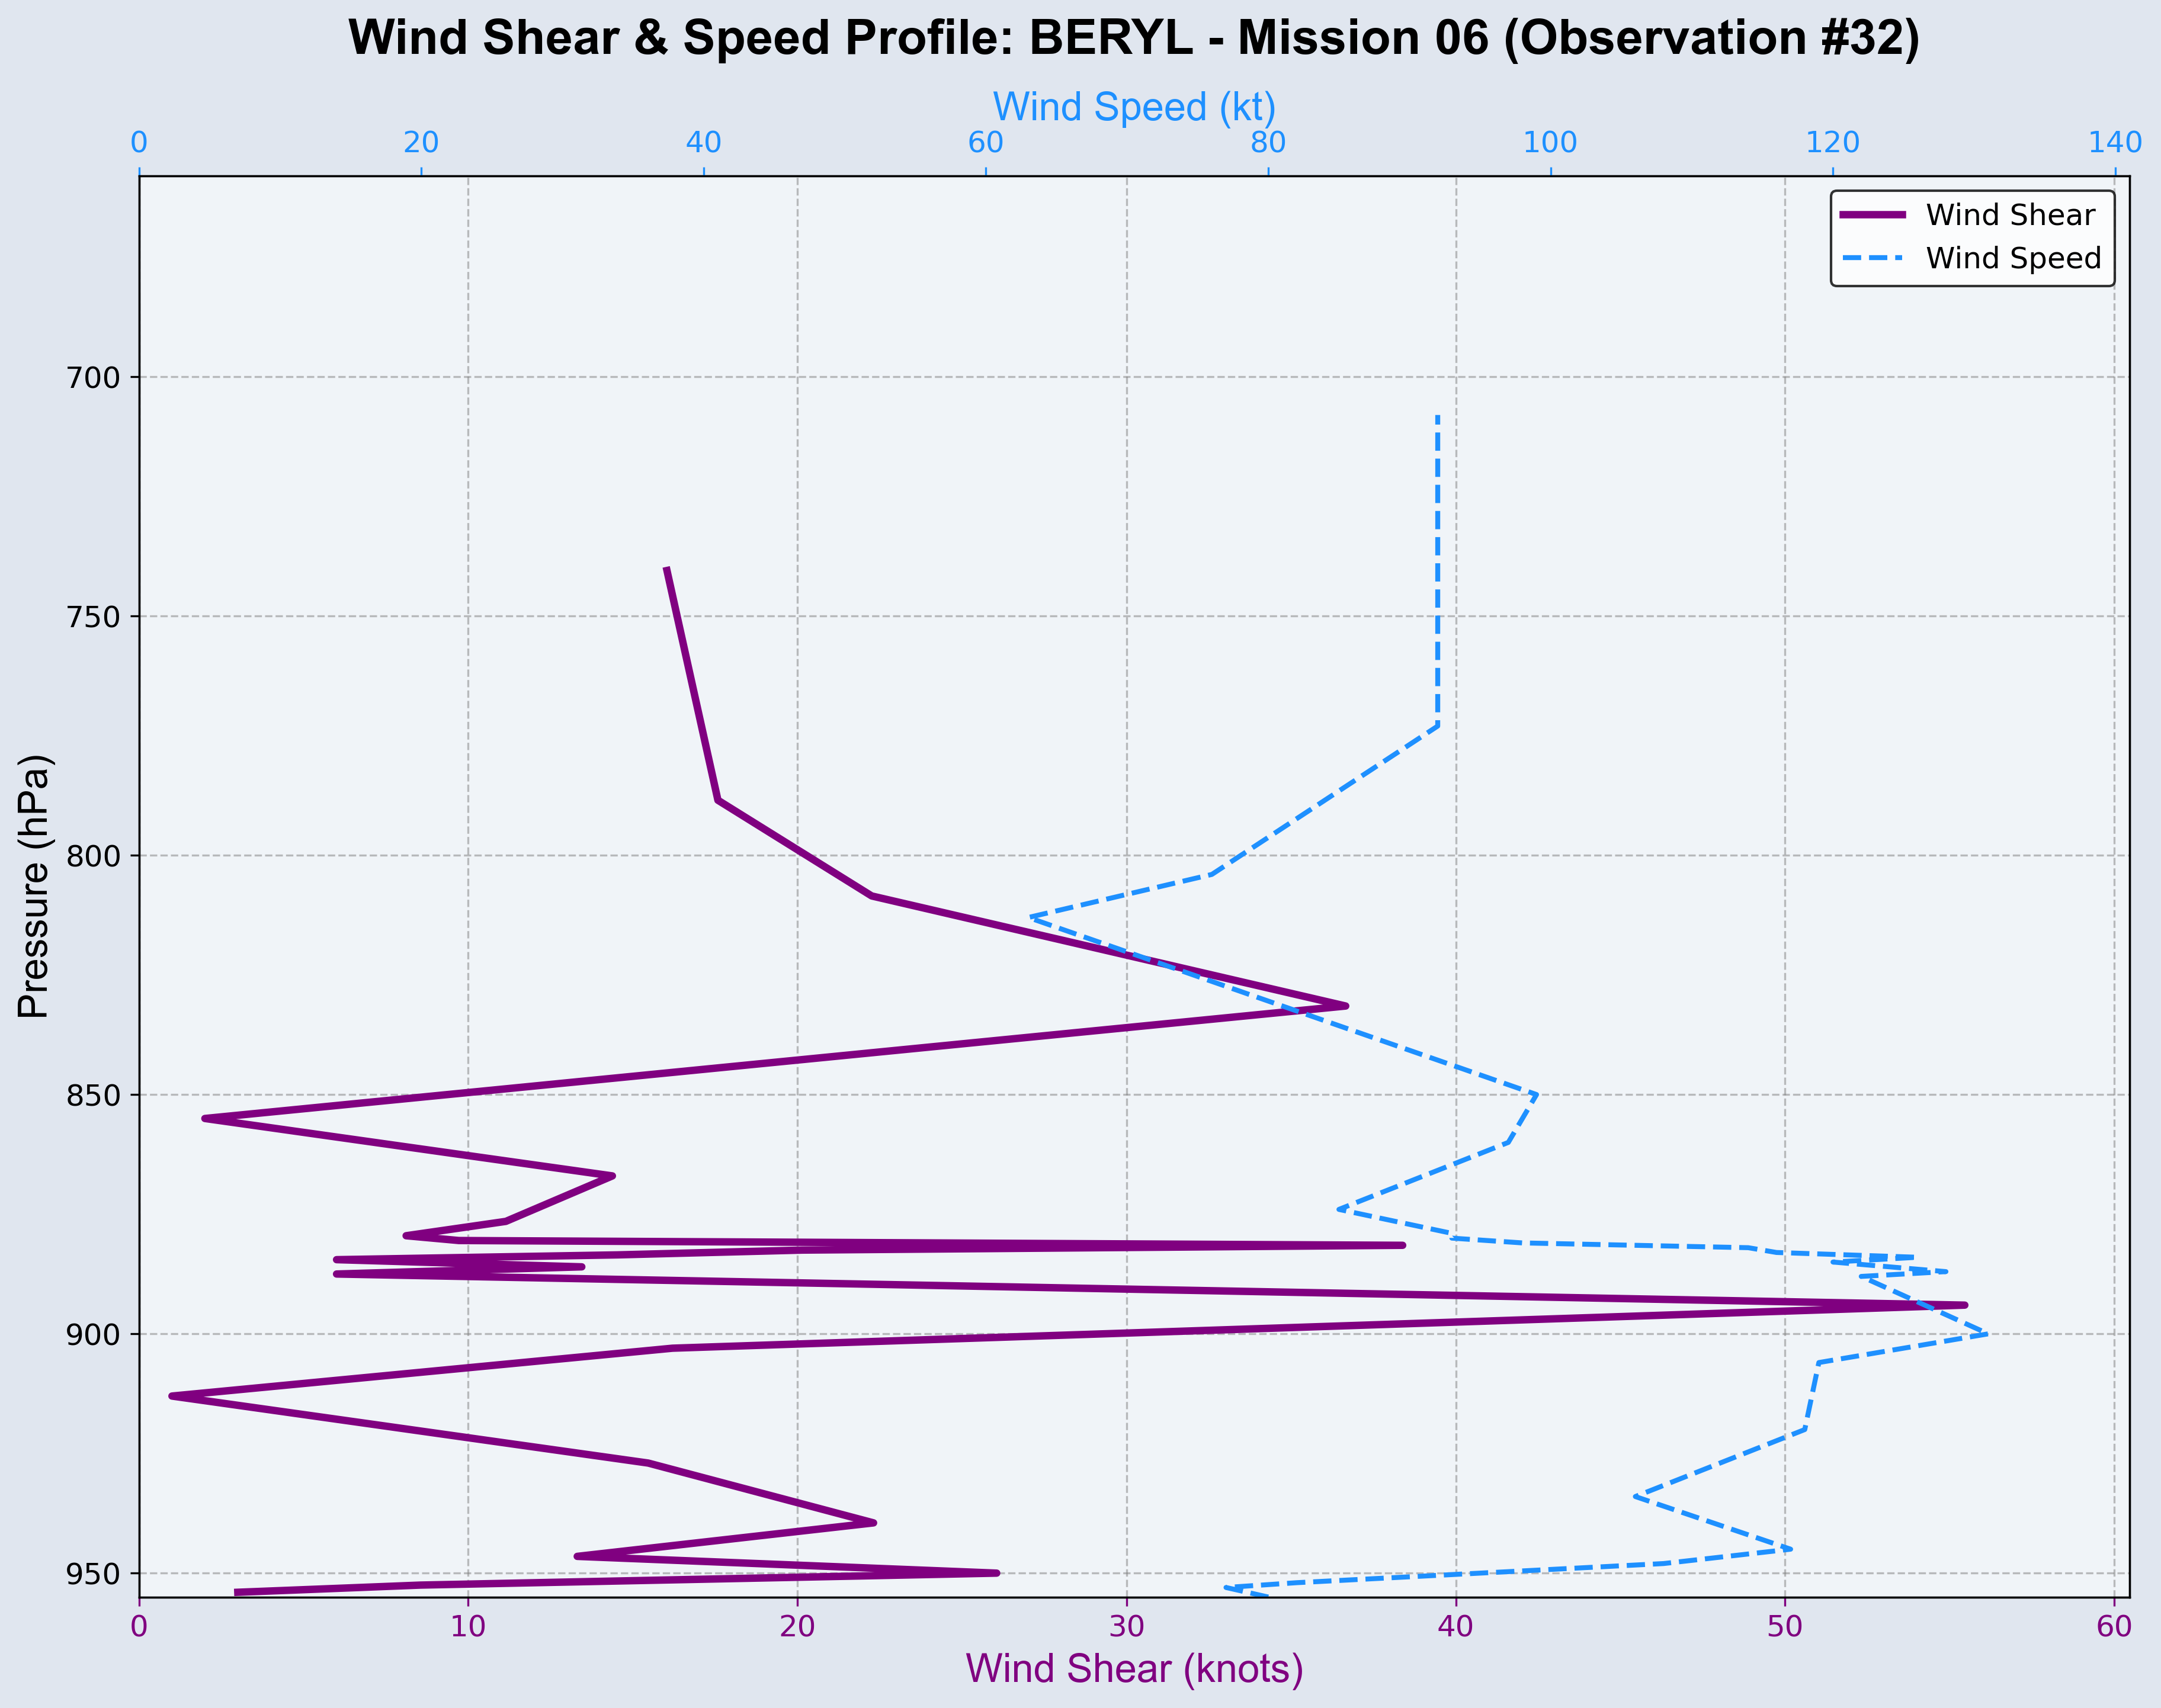 Wind Shear & Speed Profile: BERYL - Mission 06 (Observation #32)
Wind Speed (kt)
0 20 40 60 80 100 120 140
Wind Shear
Wind Speed
Pressure (hPa)
700
750
800
850
900
950
0 10 20 30 40 50 60
Wind Shear (knots)